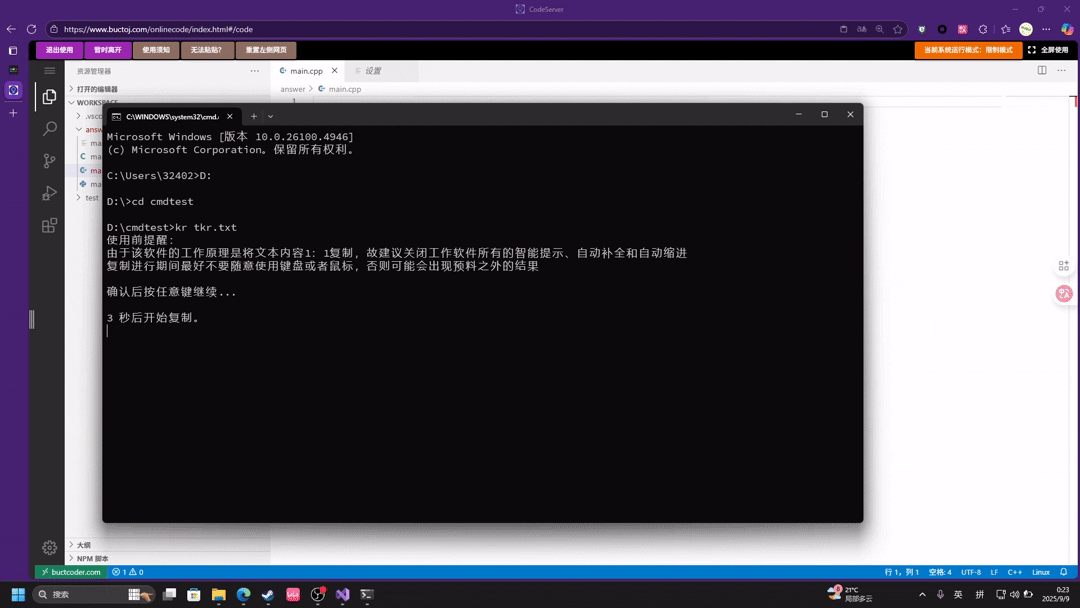 CodeServer
https://www.buctoj.com/onlinecode/index.html#/code
退出使用
暂时离开
使用须知
无法粘贴?
重置左侧网页
当前系统运行模式: 限制模式
全屏使用
资源管理器
main.cpp
设置
打开的编辑器
answer > main.cpp
WORKSPACE
1
.vsco
answ
ma
ma
ma
ma
test
C:\WINDOWS\system32\cmd.
Microsoft Windows [版本 10.0.26100.4946]
(c) Microsoft Corporation。保留所有权利。
C:\Users\32402>D:
D:\>cd cmdtest
D:\cmdtest>kr tkr.txt
使用前提醒:
由于该软件的工作原理是将文本内容1: 1复制, 故建议关闭工作软件所有的智能提示、自动补全和自动缩进
复制进行期间最好不要随意使用键盘或者鼠标, 否则可能会出现预料之外的结果
确认后按任意键继续...
3 秒后开始复制。
大纲
NPM 脚本
buctcoder.com
1
0
行 1, 列 1
空格: 4
UTF-8
LF
C++
Linux
搜索
21°C
局部多云
英
拼
0:23
2025/9/9